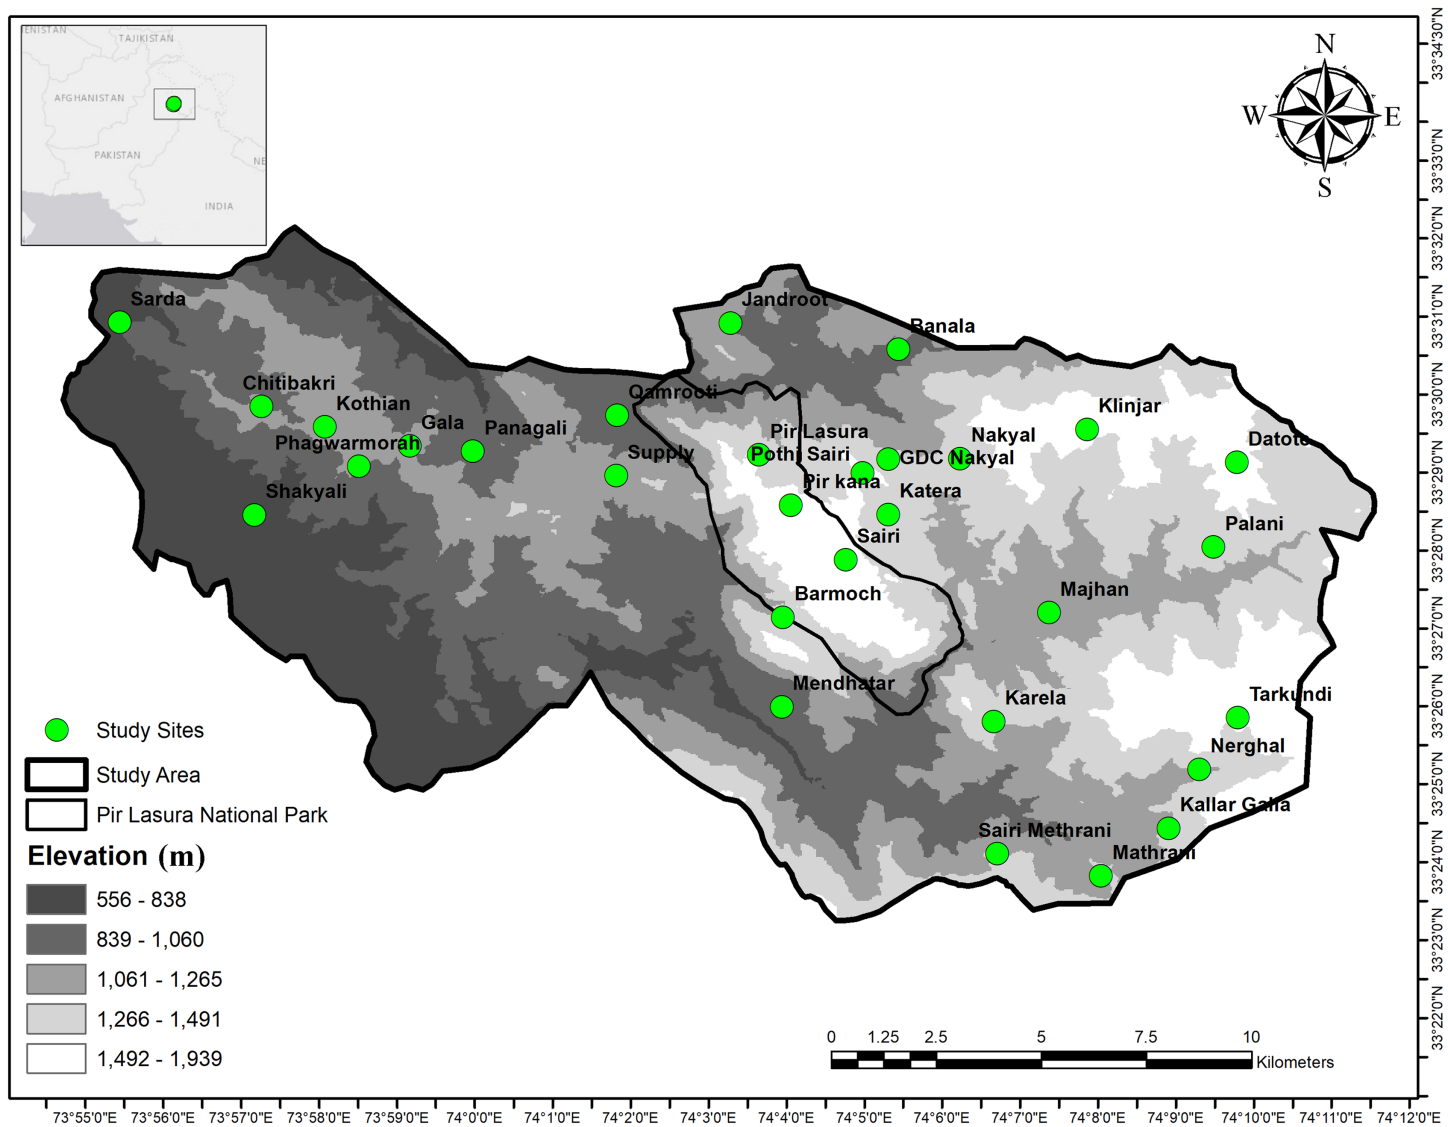 ENISTAN
TAJIKISTAN
AFGHANISTAN
PAKISTAN
NE
INDIA
N
W
E
S
Sarda
Jandroot
Banala
Chitibakri
Kothian
Qamrooti
Klinjar
Gala
Panagali
Pir Lasura
Nakyal
Datote
Phagwarmorah
Supply
Pothi Sairi
GDC Nakyal
Pir kana
Katera
Shakyali
Sairi
Palani
Barmoch
Majhan
Mendhatar
Karela
Tarkundi
Nerghal
Kallar Galla
Sairi Methrani
Mathrani
Study Sites
Study Area
Pir Lasura National Park
Elevation (m)
556 - 838
839 - 1,060
1,061 - 1,265
1,266 - 1,491
1,492 - 1,939
0 1.25 2.5 5 7.5 10
Kilometers
33°34'30"N
33°33'0"N
33°32'0"N
33°31'0"N
33°30'0"N
33°29'0"N
33°28'0"N
33°27'0"N
33°26'0"N
33°25'0"N
33°24'0"N
33°23'0"N
33°22'0"N
73°55'0"E 73°56'0"E 73°57'0"E 73°58'0"E 73°59'0"E 74°0'0"E 74°1'0"E 74°2'0"E 74°3'0"E 74°4'0"E 74°5'0"E 74°6'0"E 74°7'0"E 74°8'0"E 74°9'0"E 74°10'0"E 74°11'0"E 74°12'0"E